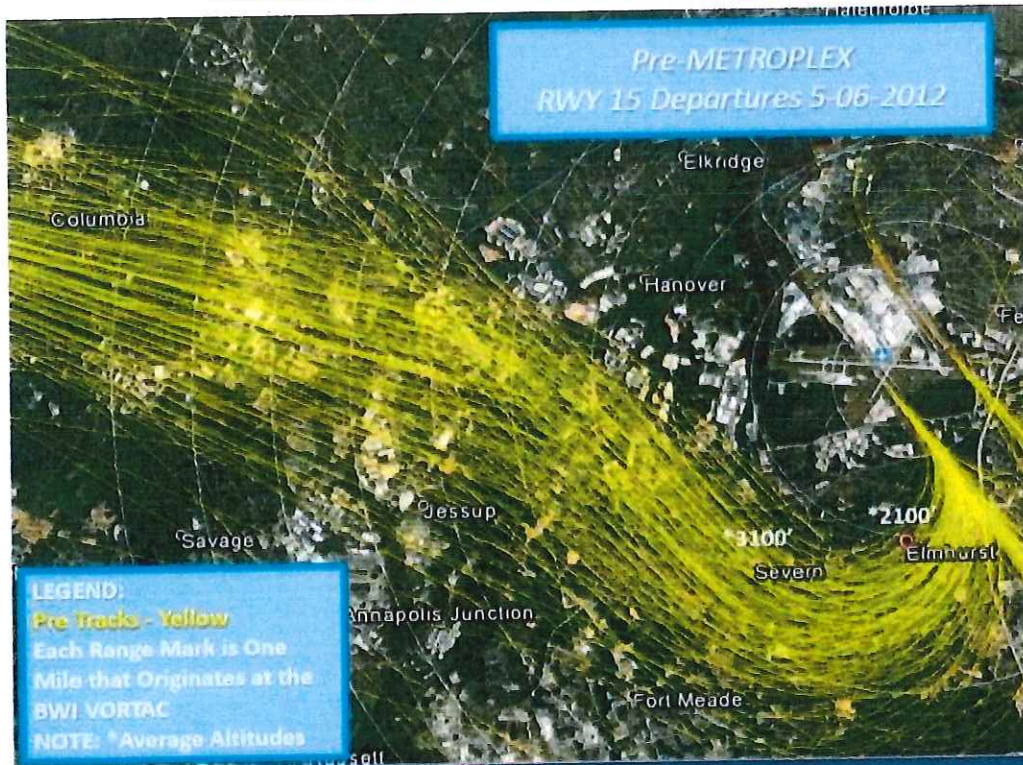 Halethorpe
Pre-METROPLEX
RWY 15 Departures 5-06-2012
Elkridge
Columbia
Hanover
Fe
*2100'
*3100'
Elmhurst
Severn
Jessup
Savage
Annapolis Junction
Fort Meade
LEGEND:
Pre Tracks - Yellow
Each Range Mark is One
Mile that Originates at the
BWI VORTAC
NOTE: *Average Altitudes